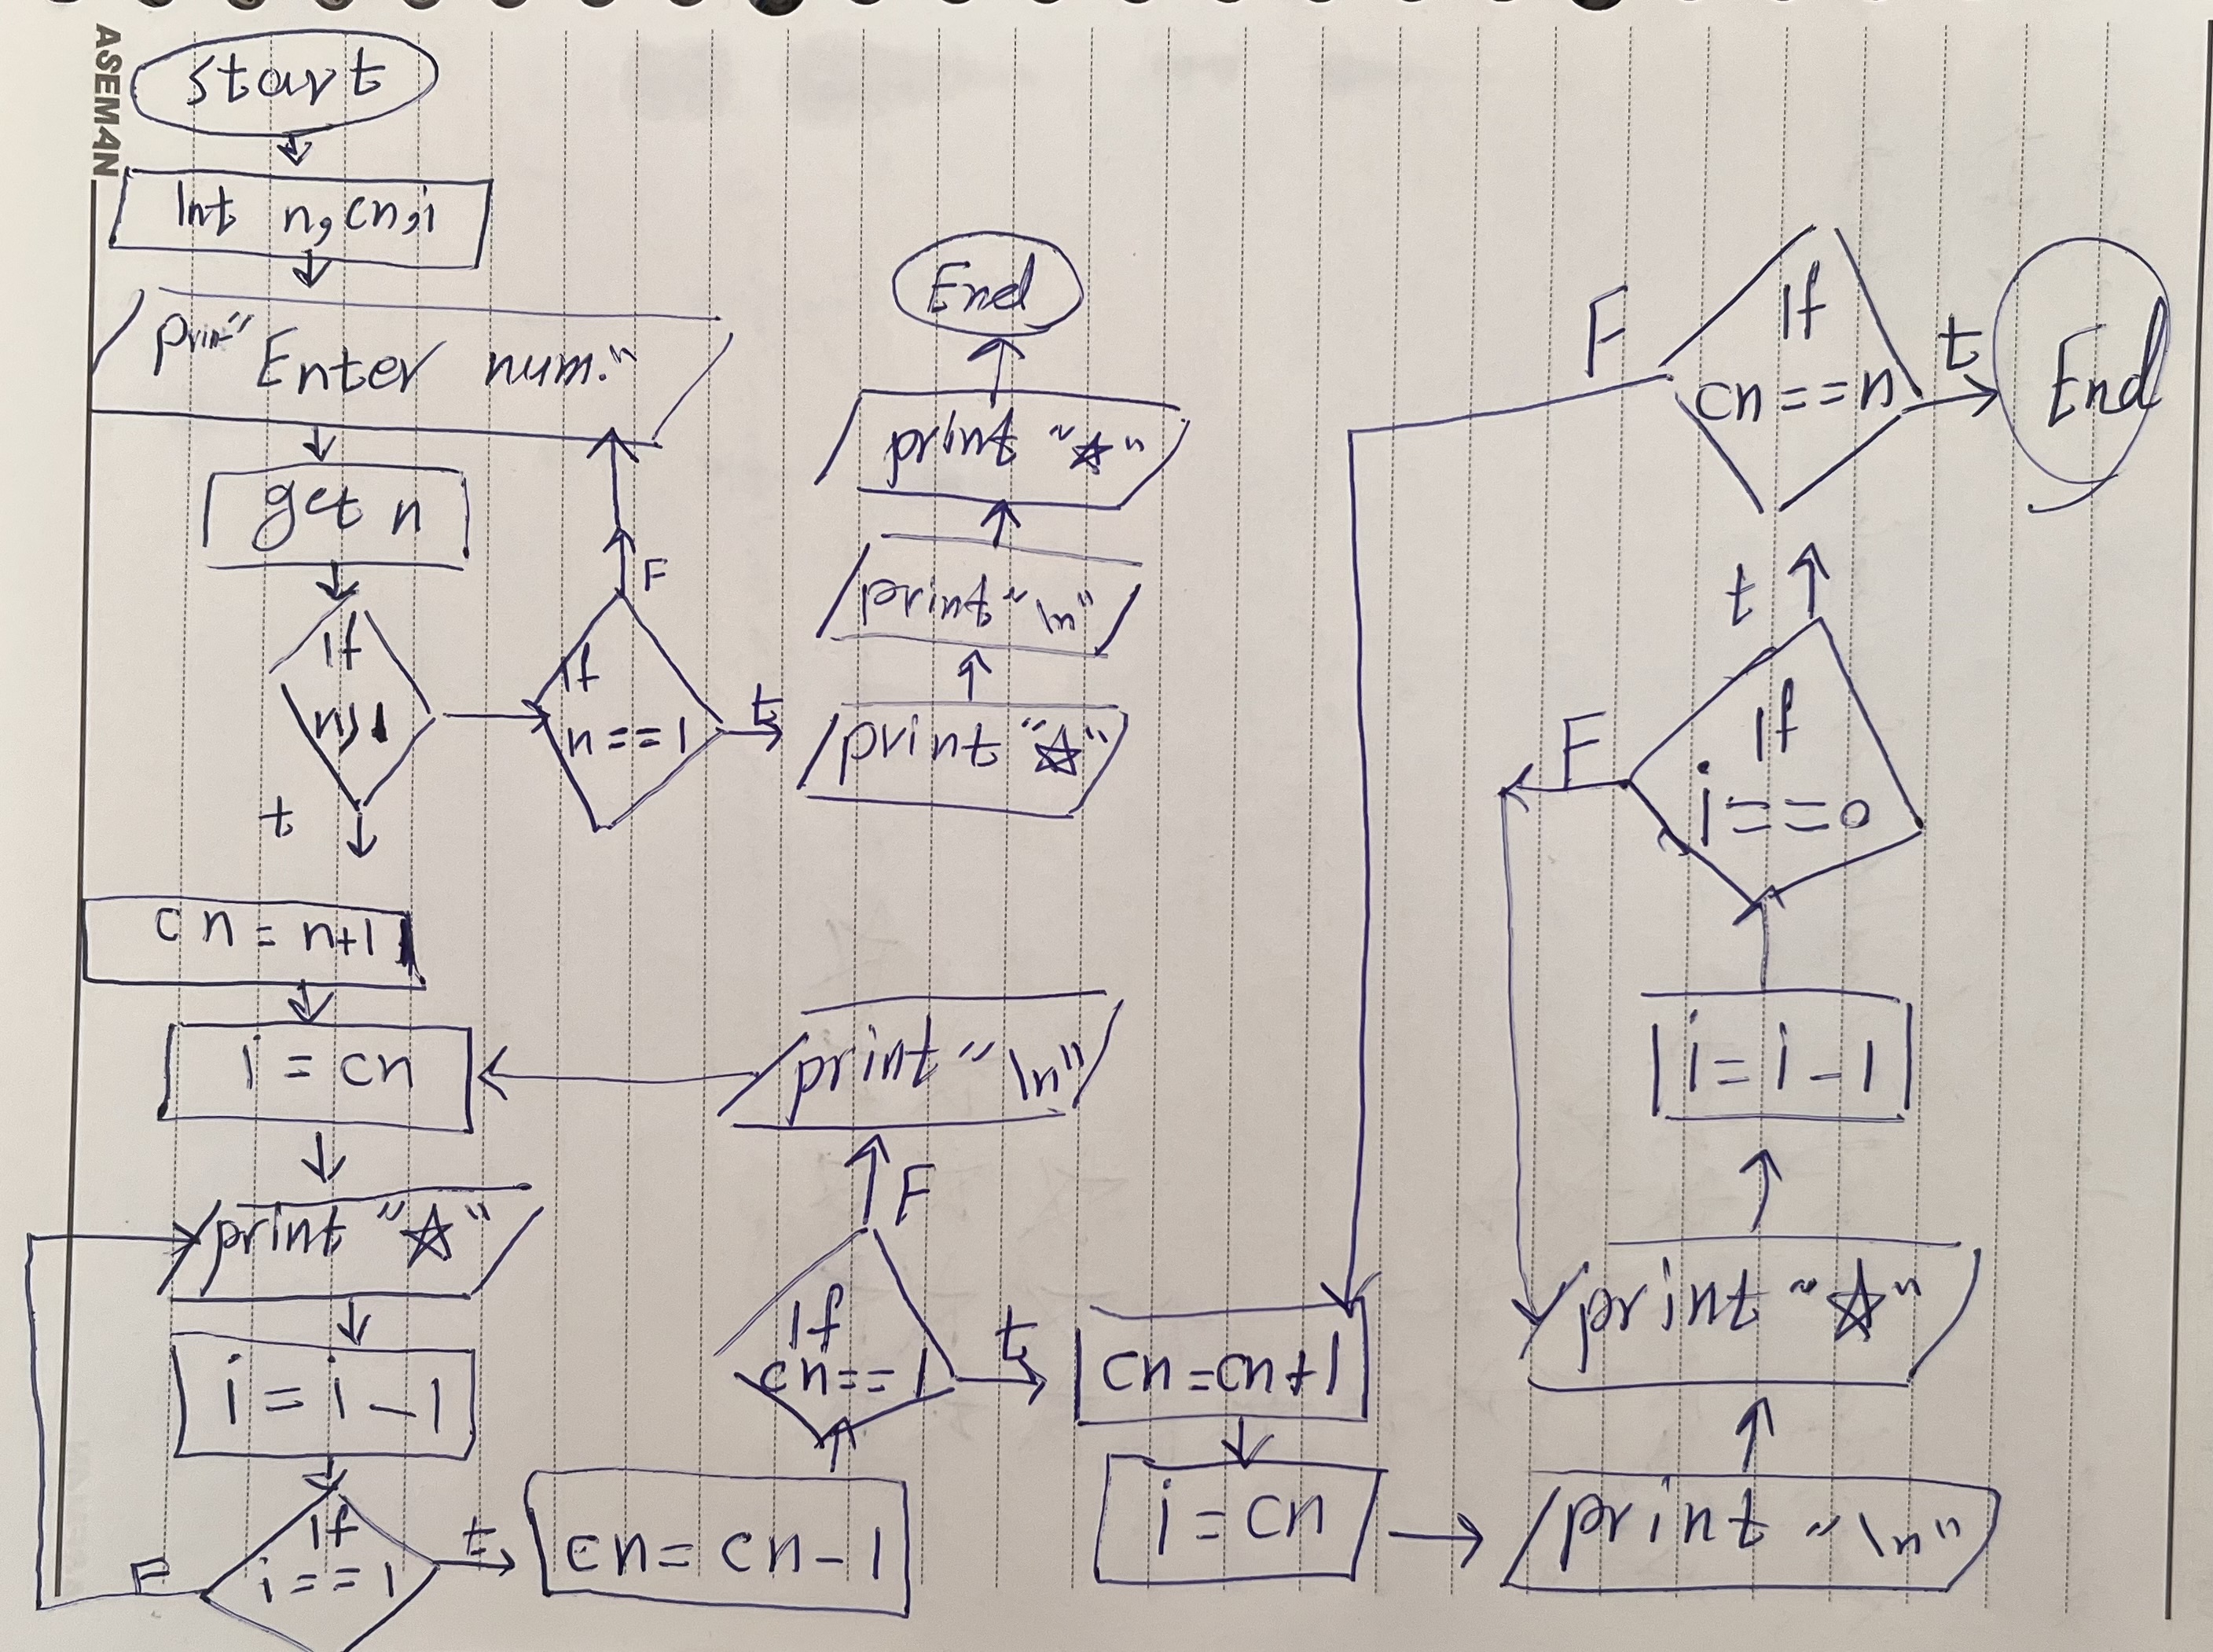 ASEMAN
start
Int n,cn,i
print "Enter num."
get n
If
n>1
t
If
n==1
F
t
print "☆"
print "\n"
print "☆"
End
cn = n+1
i = cn
print "☆"
i = i - 1
If
i == 1
F
t
cn = cn - 1
If
cn == 1
F
print "\n"
t
cn = cn+1
i = cn
print "\n"
print "☆"
i = i - 1
If
i == 0
F
t
If
cn == n
F
t
End